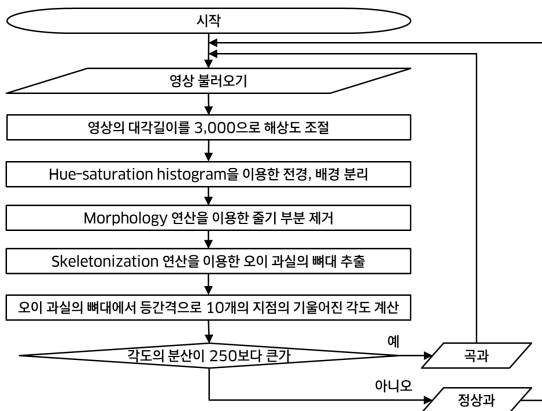 시작
영상 불러오기
영상의 대각길이를 3,000으로 해상도 조절
Hue-saturation histogram을 이용한 전경, 배경 분리
Morphology 연산을 이용한 줄기 부분 제거
Skeletonization 연산을 이용한 오이 과실의 뼈대 추출
오이 과실의 뼈대에서 등간격으로 10개의 지점의 기울어진 각도 계산
예
각도의 분산이 250보다 큰가
곡과
아니오
정상과